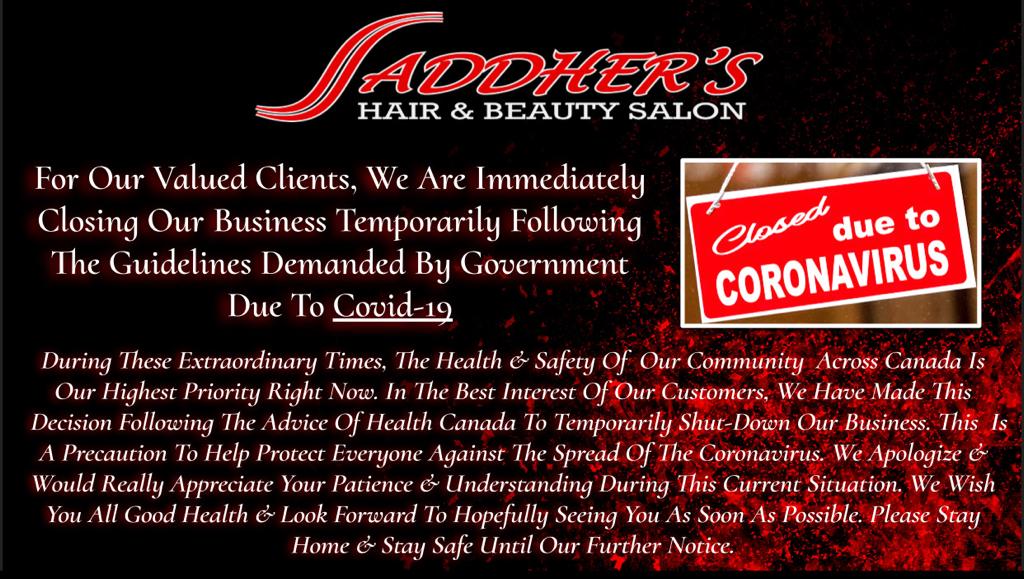 SADDHER'S
HAIR & BEAUTY SALON
For Our Valued Clients, We Are Immediately
Closing Our Business Temporarily Following
The Guidelines Demanded By Government
Due To Covid-19
Closed due to
CORONAVIRUS
During These Extraordinary Times, The Health & Safety Of Our Community Across Canada Is
Our Highest Priority Right Now. In The Best Interest Of Our Customers, We Have Made This
Decision Following The Advice Of Health Canada To Temporarily Shut-Down Our Business. This Is
A Precaution To Help Protect Everyone Against The Spread Of The Coronavirus. We Apologize &
Would Really Appreciate Your Patience & Understanding During This Current Situation. We Wish
You All Good Health & Look Forward To Hopefully Seeing You As Soon As Possible. Please Stay
Home & Stay Safe Until Our Further Notice.